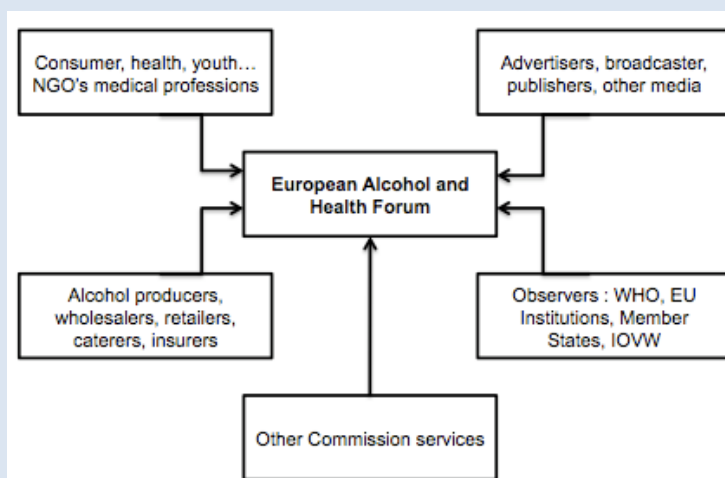 Consumer, health, youth…
NGO's medical professions
Advertisers, broadcaster,
publishers, other media
European Alcohol and
Health Forum
Alcohol producers,
wholesalers, retailers,
caterers, insurers
Observers : WHO, EU
Institutions, Member
States, IOVW
Other Commission services